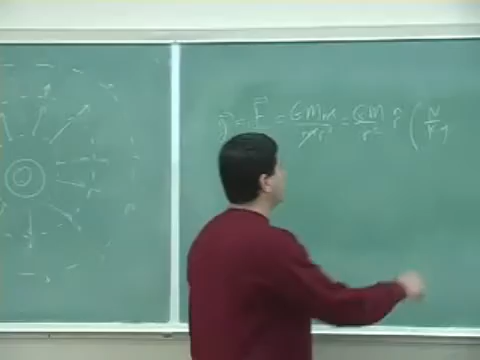 g⃗ = F⃗ = GMm/mr² = GM/r² r̂ (N/kg